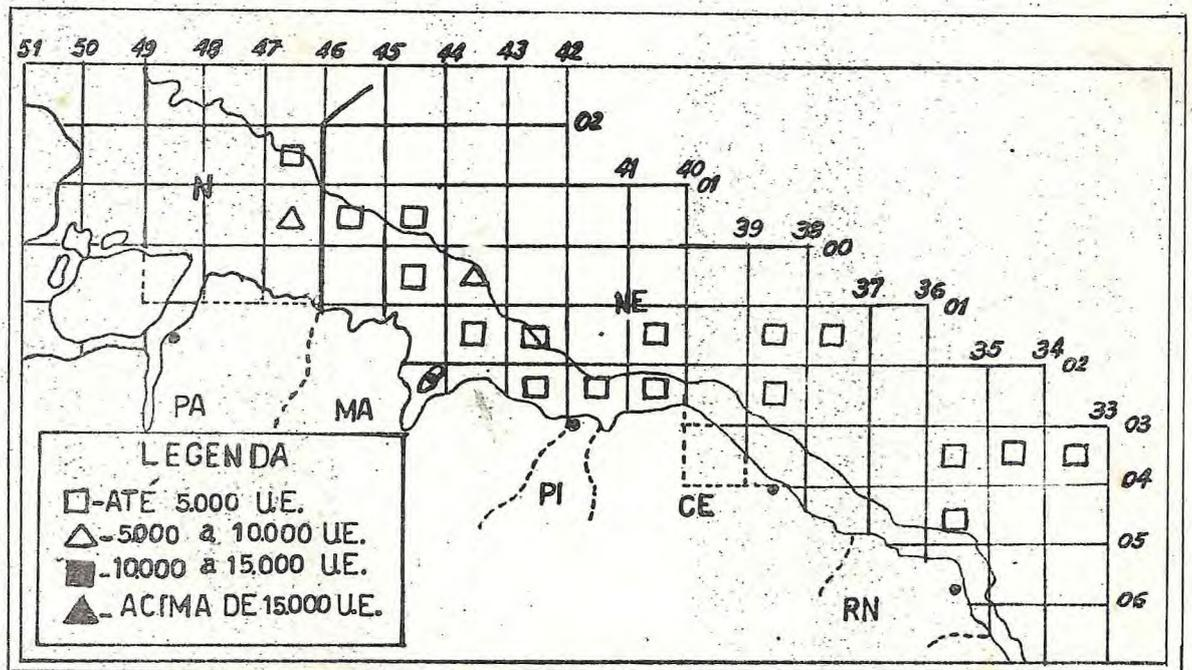 51 50 49 48 47 46 45 44 43 42
02
41 40 01
N
39 38 00
NE 37 36 01
35 34 02
33 03
PA MA
04
PI CE
05
06
RN
LEGENDA
□-ATÉ 5.000 U.E.
△-5.000 a 10.000 U.E.
■-10.000 a 15.000 U.E.
▲-ACIMA DE 15.000 U.E.